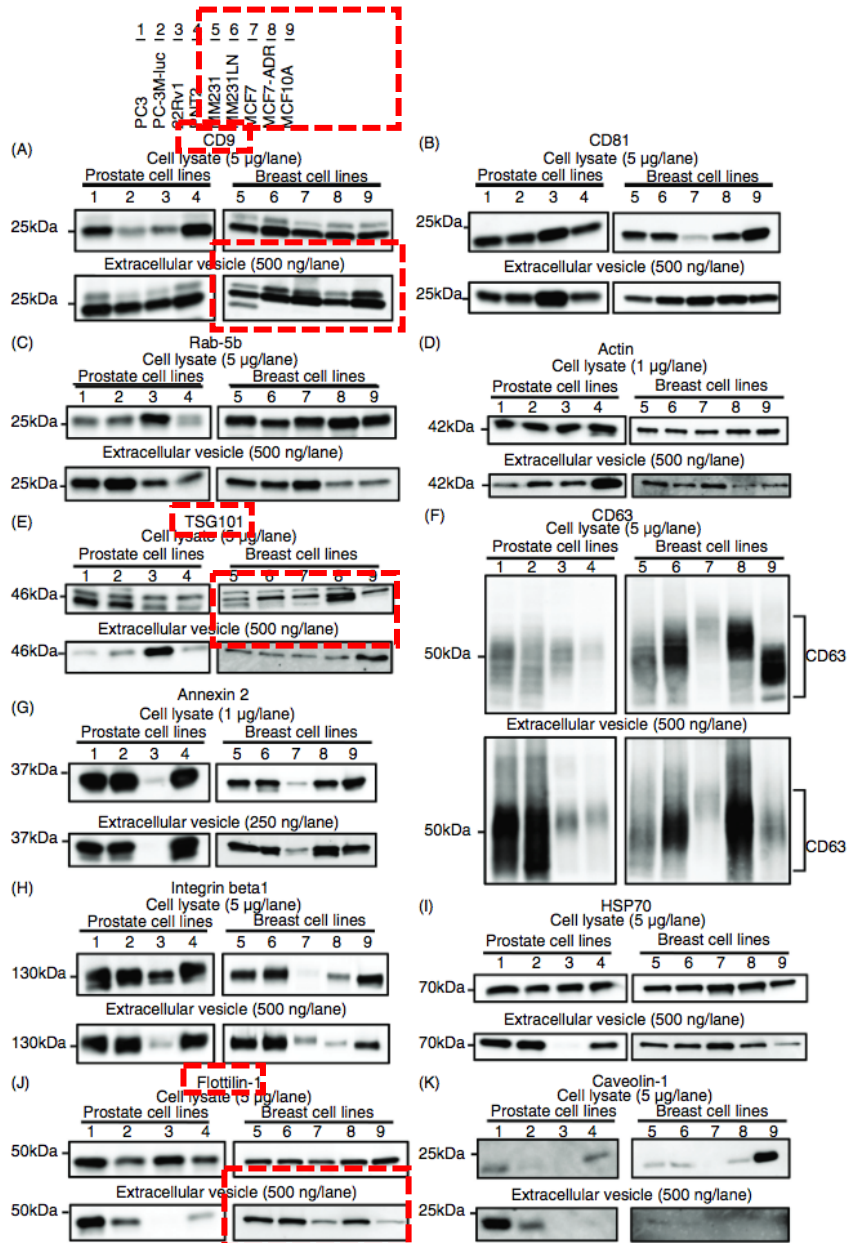 1 2 3 4 5 6 7 8 9
PC3
PC-3M-luc
22Rv1
PNT2
MM231
MM231LN
MCF7
MCF7-ADR
MCF10A
(A)
CD9
Cell lysate (5 µg/lane)
Prostate cell lines Breast cell lines
1 2 3 4 5 6 7 8 9
25kDa
Extracellular vesicle (500 ng/lane)
25kDa
(B)
CD81
Cell lysate (5 µg/lane)
Prostate cell lines Breast cell lines
1 2 3 4 5 6 7 8 9
25kDa
Extracellular vesicle (500 ng/lane)
25kDa
(C)
Rab-5b
Cell lysate (5 µg/lane)
Prostate cell lines Breast cell lines
1 2 3 4 5 6 7 8 9
25kDa
Extracellular vesicle (500 ng/lane)
25kDa
(D)
Actin
Cell lysate (1 µg/lane)
Prostate cell lines Breast cell lines
1 2 3 4 5 6 7 8 9
42kDa
Extracellular vesicle (500 ng/lane)
42kDa
(E)
TSG101
Cell lysate (5 µg/lane)
Prostate cell lines Breast cell lines
1 2 3 4 5 6 7 8 9
46kDa
Extracellular vesicle (500 ng/lane)
46kDa
(F)
CD63
Cell lysate (5 µg/lane)
Prostate cell lines Breast cell lines
1 2 3 4 5 6 7 8 9
50kDa
CD63
Extracellular vesicle (500 ng/lane)
50kDa
CD63
(G)
Annexin 2
Cell lysate (1 µg/lane)
Prostate cell lines Breast cell lines
1 2 3 4 5 6 7 8 9
37kDa
Extracellular vesicle (250 ng/lane)
37kDa
(H)
Integrin beta1
Cell lysate (5 µg/lane)
Prostate cell lines Breast cell lines
1 2 3 4 5 6 7 8 9
130kDa
Extracellular vesicle (500 ng/lane)
130kDa
(I)
HSP70
Cell lysate (5 µg/lane)
Prostate cell lines Breast cell lines
1 2 3 4 5 6 7 8 9
70kDa
Extracellular vesicle (500 ng/lane)
70kDa
(J)
Flottilin-1
Cell lysate (5 µg/lane)
Prostate cell lines Breast cell lines
1 2 3 4 5 6 7 8 9
50kDa
Extracellular vesicle (500 ng/lane)
50kDa
(K)
Caveolin-1
Cell lysate (5 µg/lane)
Prostate cell lines Breast cell lines
1 2 3 4 5 6 7 8 9
25kDa
Extracellular vesicle (500 ng/lane)
25kDa